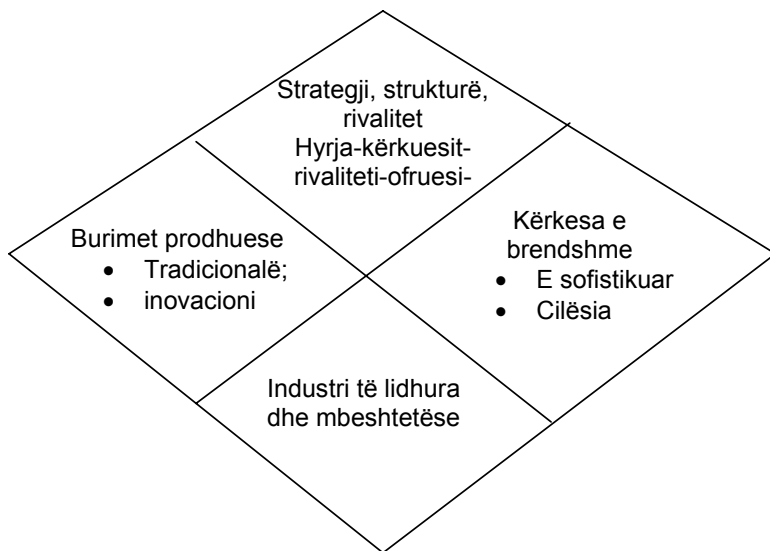 Strategji, strukturë,
rivalitet
Hyrja-kërkuesit-
rivaliteti-ofruesi-
Burimet prodhuese
• Tradicionalë;
• inovacioni
Kërkesa e
brendshme
• E sofistikuar
• Cilësia
Industri të lidhura
dhe mbeshtetëse